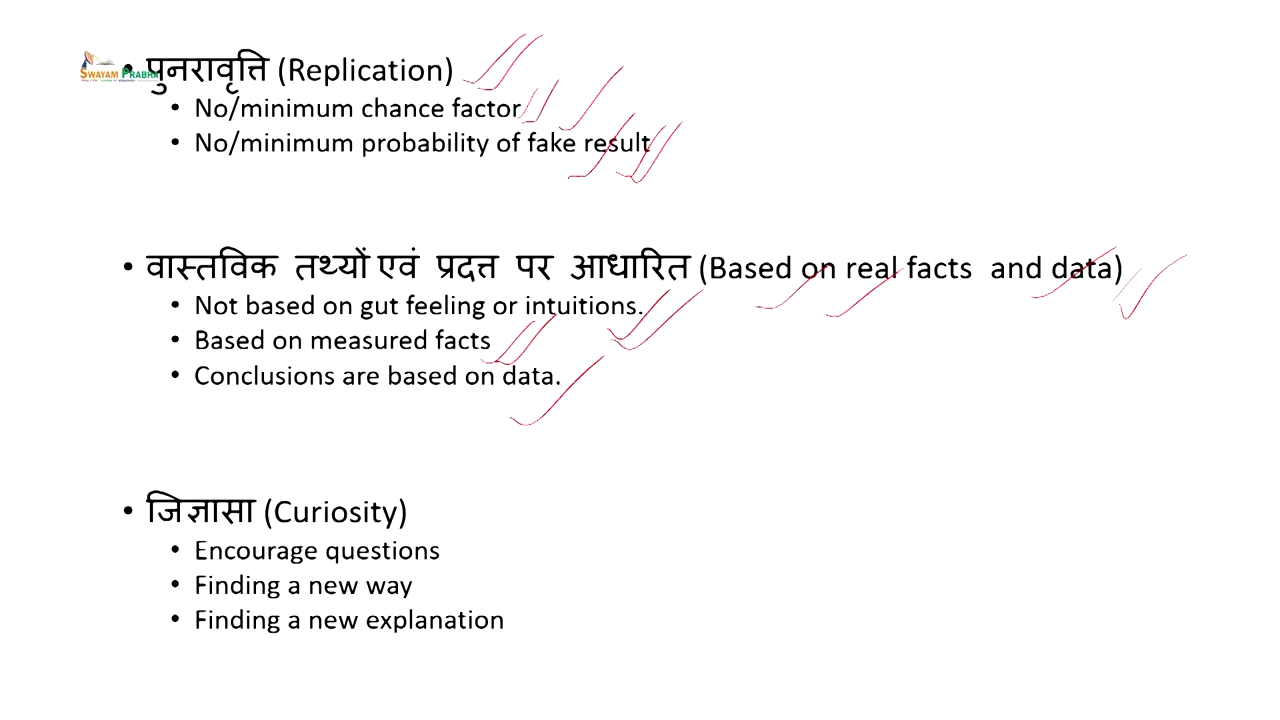 SWAYAM PRABHA
• पुनरावृत्ति (Replication)
• No/minimum chance factor
• No/minimum probability of fake result
• वास्तविक तथ्यों एवं प्रदत्त पर आधारित (Based on real facts and data)
• Not based on gut feeling or intuitions.
• Based on measured facts
• Conclusions are based on data.
• जिज्ञासा (Curiosity)
• Encourage questions
• Finding a new way
• Finding a new explanation